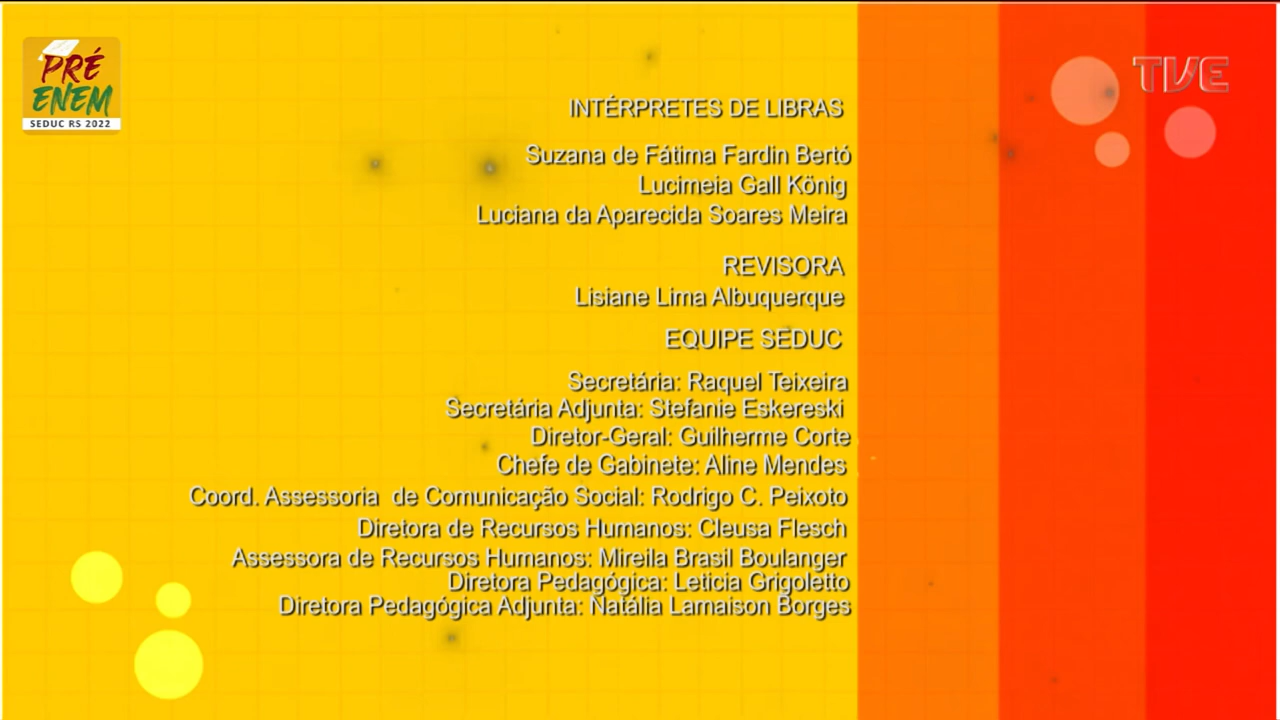 PRÉ
ENEM
SEDUC RS 2022
TVE
INTÉRPRETES DE LIBRAS
Suzana de Fátima Fardin Bertó
Lucimeia Gall König
Luciana da Aparecida Soares Meira
REVISORA
Lisiane Lima Albuquerque
EQUIPE SEDUC
Secretária: Raquel Teixeira
Secretária Adjunta: Stefanie Eskereski
Diretor-Geral: Guilherme Corte
Chefe de Gabinete: Aline Mendes
Coord. Assessoria de Comunicação Social: Rodrigo C. Peixoto
Diretora de Recursos Humanos: Cleusa Flesch
Assessora de Recursos Humanos: Mireila Brasil Boulanger
Diretora Pedagógica: Leticia Grigoletto
Diretora Pedagógica Adjunta: Natália Lamaison Borges